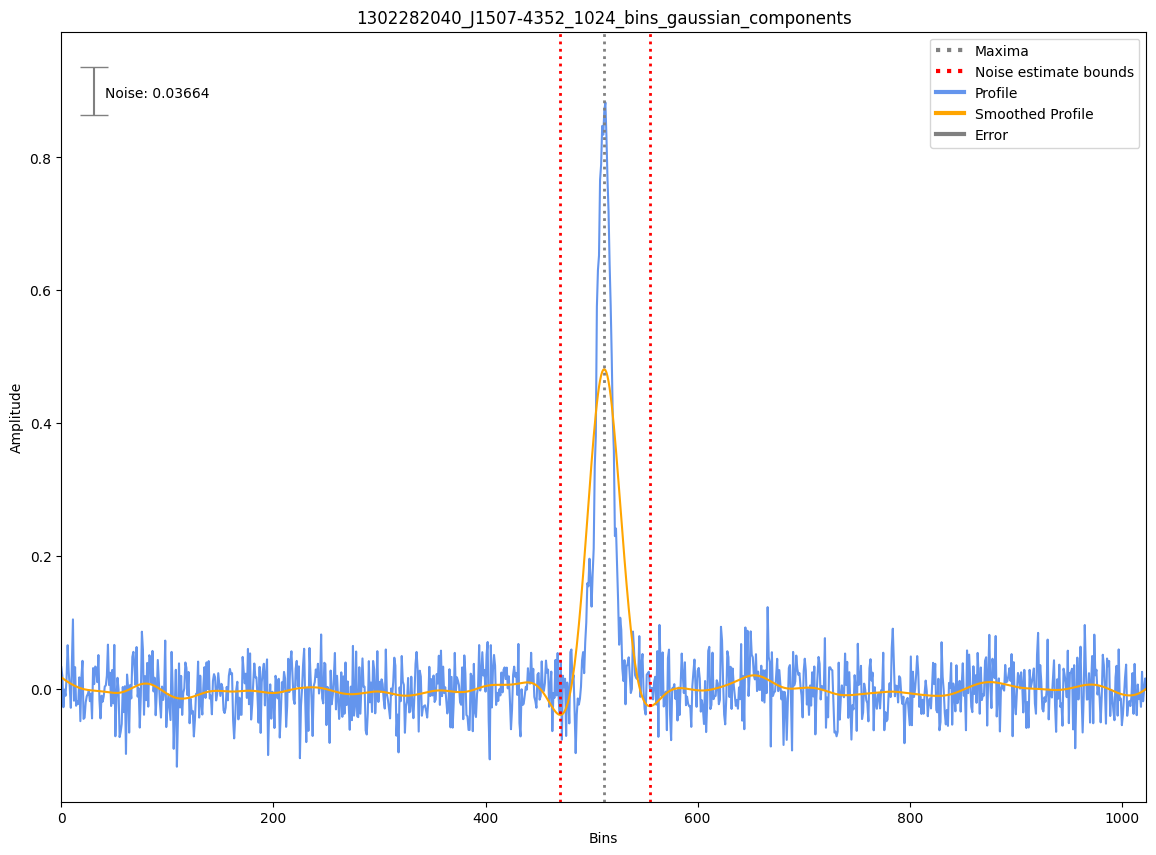 1302282040_J1507-4352_1024_bins_gaussian_components
Noise: 0.03664
Maxima
Noise estimate bounds
Profile
Smoothed Profile
Error
Amplitude
0.8
0.6
0.4
0.2
0.0
0 200 400 600 800 1000
Bins